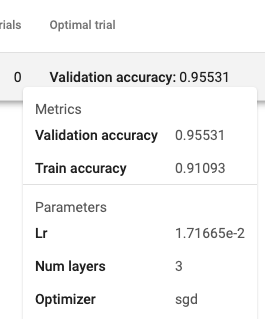 rials Optimal trial
0 Validation accuracy: 0.95531
Metrics
Validation accuracy 0.95531
Train accuracy 0.91093
Parameters
Lr 1.71665e-2
Num layers 3
Optimizer sgd